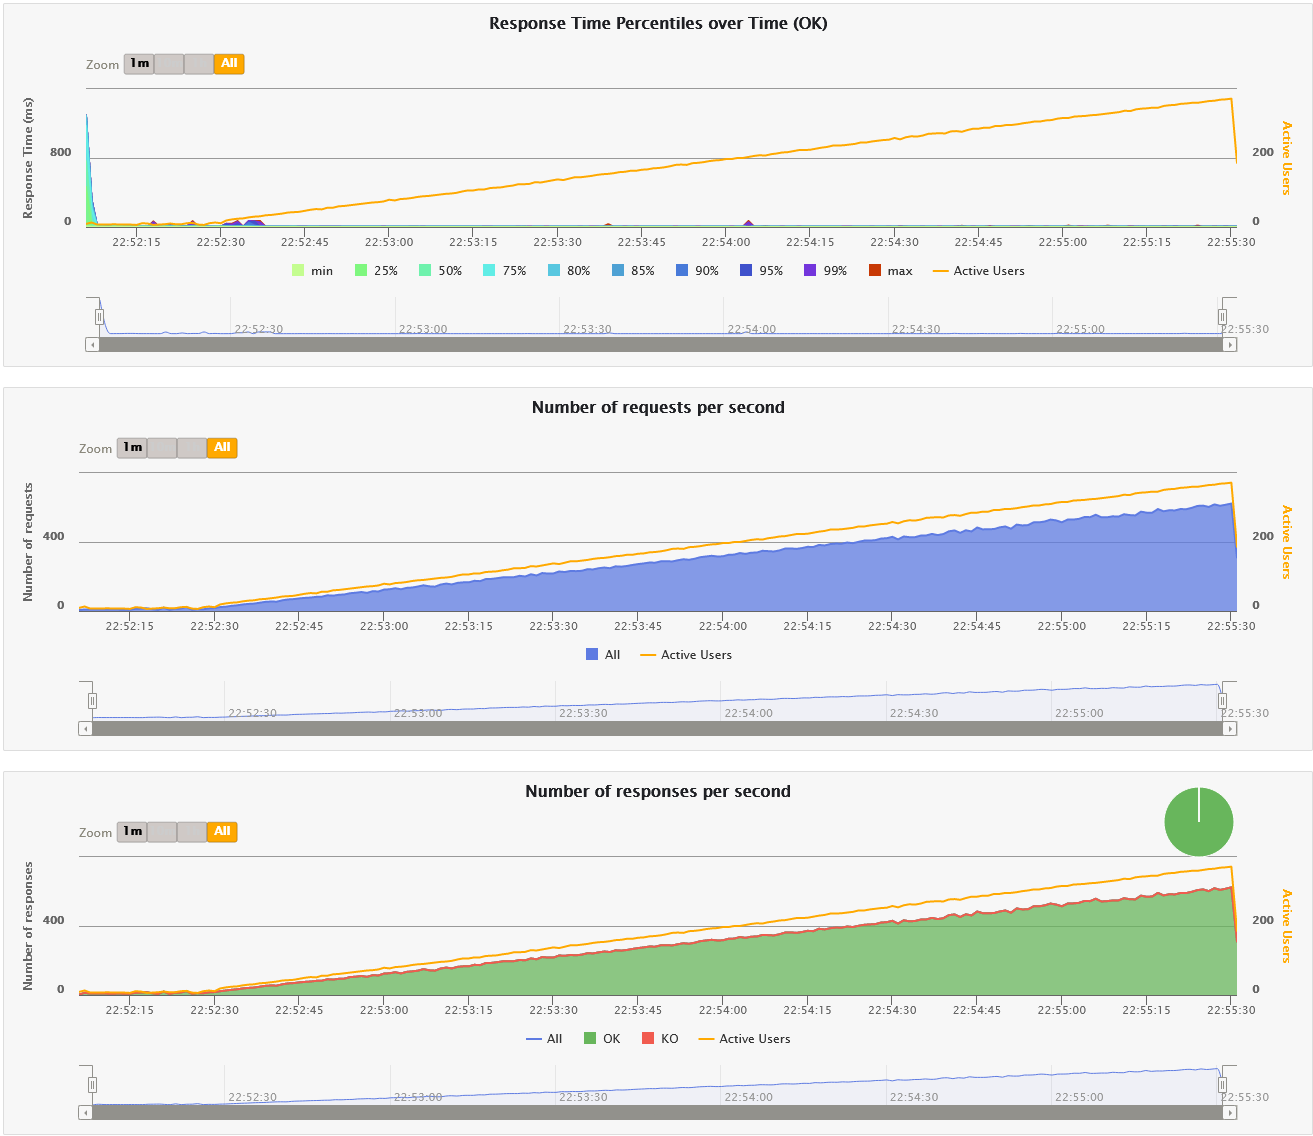 Response Time Percentiles over Time (OK)
Zoom 1m All
Response Time (ms)
800
0
200
0
Active Users
22:52:15 22:52:30 22:52:45 22:53:00 22:53:15 22:53:30 22:53:45 22:54:00 22:54:15 22:54:30 22:54:45 22:55:00 22:55:15 22:55:30
min 25% 50% 75% 80% 85% 90% 95% 99% max Active Users
22:52:30 22:53:00 22:53:30 22:54:00 22:54:30 22:55:00 22:55:30
Number of requests per second
Zoom 1m All
Number of requests
400
0
200
0
Active Users
22:52:15 22:52:30 22:52:45 22:53:00 22:53:15 22:53:30 22:53:45 22:54:00 22:54:15 22:54:30 22:54:45 22:55:00 22:55:15 22:55:30
All Active Users
22:52:30 22:53:00 22:53:30 22:54:00 22:54:30 22:55:00 22:55:30
Number of responses per second
Zoom 1m All
Number of responses
400
0
200
0
Active Users
22:52:15 22:52:30 22:52:45 22:53:00 22:53:15 22:53:30 22:53:45 22:54:00 22:54:15 22:54:30 22:54:45 22:55:00 22:55:15 22:55:30
All OK KO Active Users
22:52:30 22:53:00 22:53:30 22:54:00 22:54:30 22:55:00 22:55:30